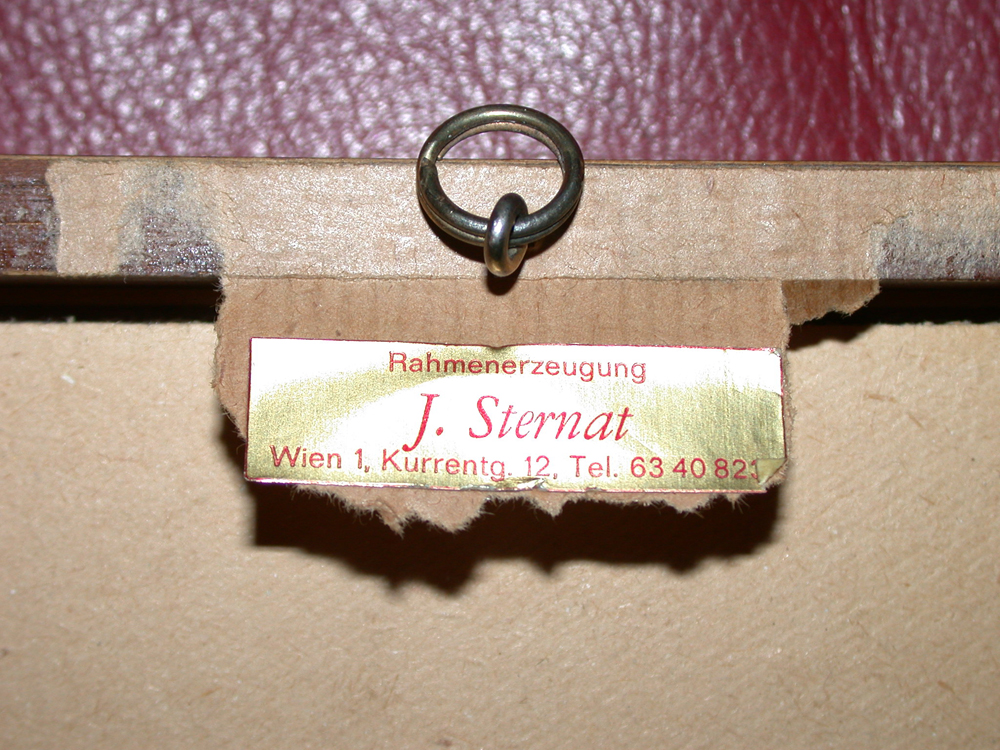 Rahmenerzeugung
J. Sternat
Wien 1, Kurrentg. 12, Tel. 63 40 821